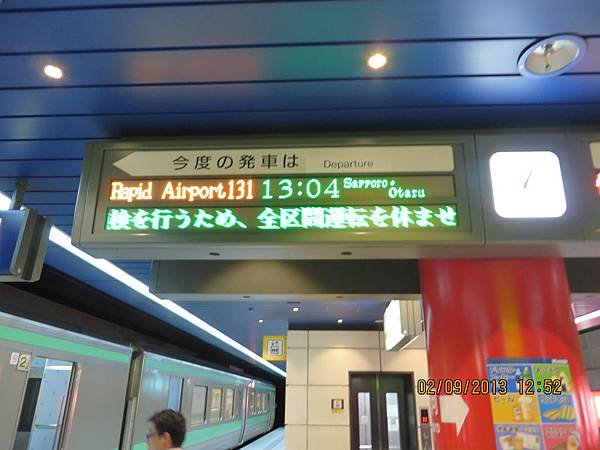 今度の発車は Departure
Rapid Airport131 13:04 Sapporo・Otaru
検を行うため、全区間運転を休ませ
2
02/09/2013 12:52